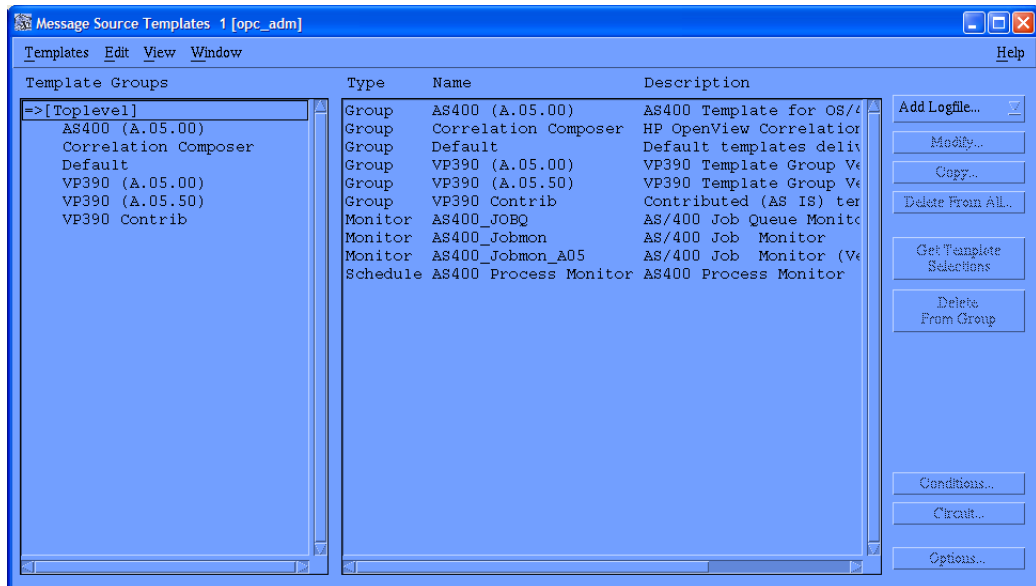 Message Source Templates 1 [opc_adm]
Templates Edit View Window Help
Template Groups
=>[Toplevel]
AS400 (A.05.00)
Correlation Composer
Default
VP390 (A.05.00)
VP390 (A.05.50)
VP390 Contrib
Type Name Description
Group AS400 (A.05.00) AS400 Template for OS/4
Group Correlation Composer HP OpenView Correlation
Group Default Default templates deliv
Group VP390 (A.05.00) VP390 Template Group Ve
Group VP390 (A.05.50) VP390 Template Group Ve
Group VP390 Contrib Contributed (AS IS) tem
Monitor AS400_JOBQ AS/400 Job Queue Monito
Monitor AS400_Jobmon AS/400 Job Monitor
Monitor AS400_Jobmon_A05 AS/400 Job Monitor (Ve
Schedule AS400 Process Monitor AS400 Process Monitor
Add Logfile...
Modify...
Copy...
Delete From All...
Get Template
Selections
Delete
From Group
Conditions...
Circuit...
Options...